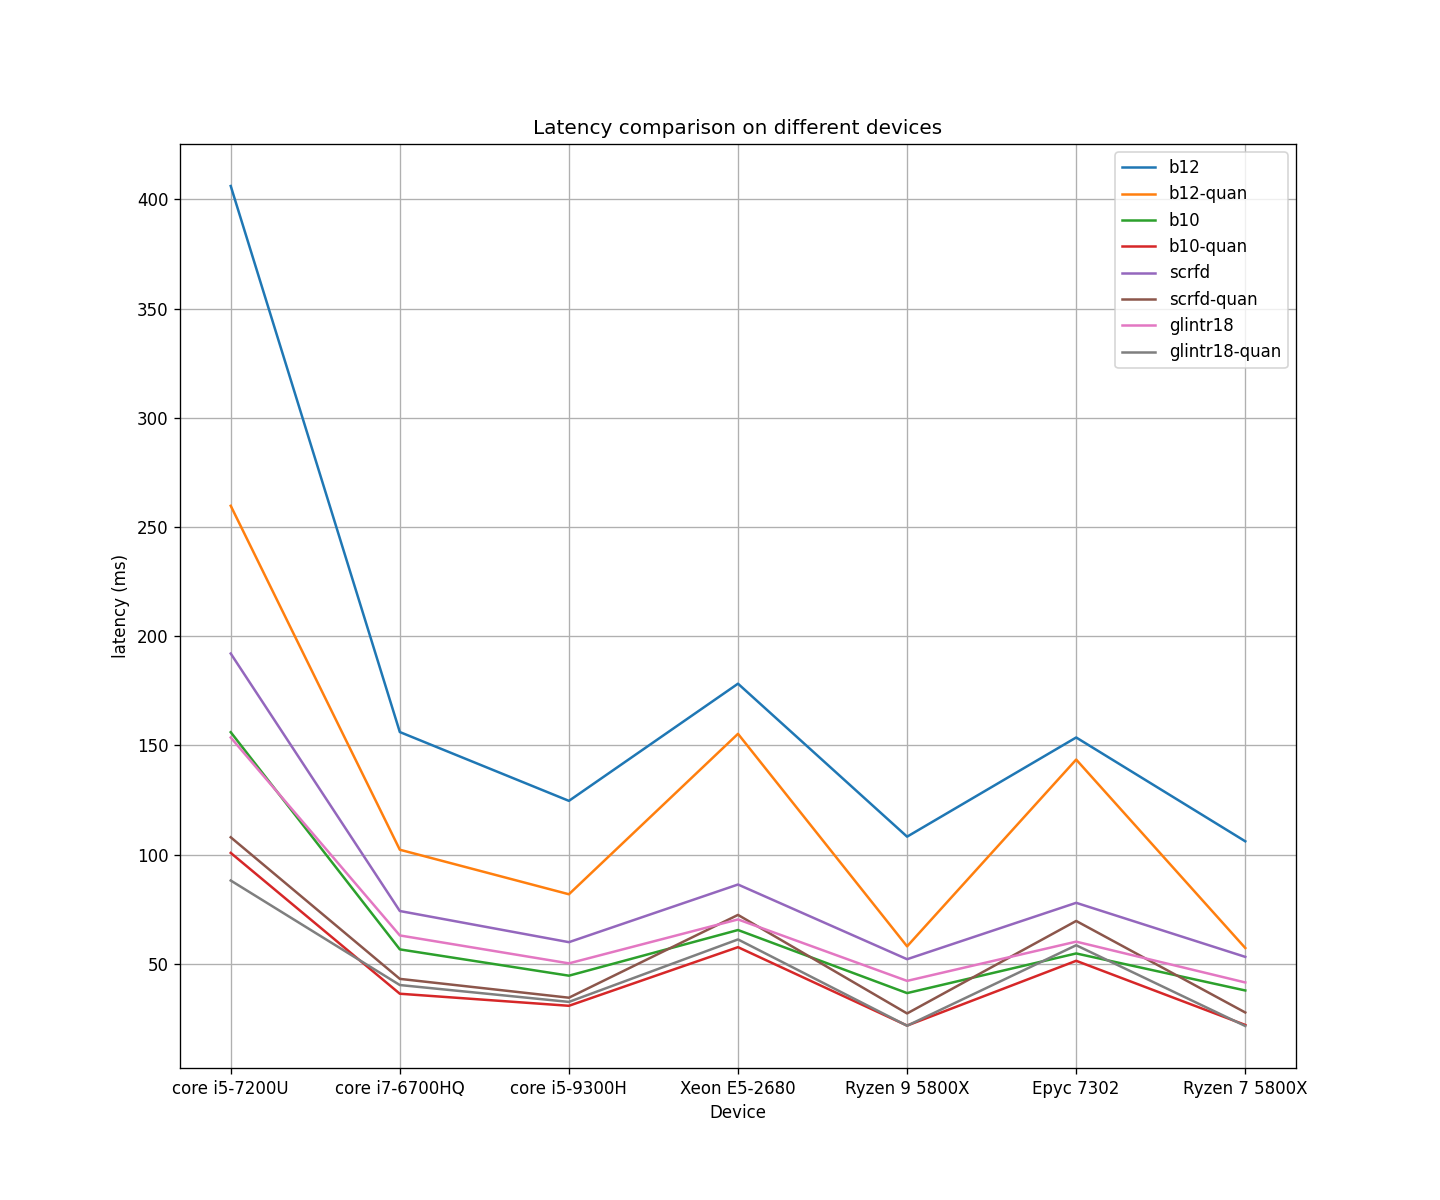 Latency comparison on different devices
b12
b12-quan
b10
b10-quan
scrfd
scrfd-quan
glintr18
glintr18-quan
400
350
300
250
200
150
100
50
latency (ms)
core i5-7200U
core i7-6700HQ
core i5-9300H
Xeon E5-2680
Ryzen 9 5800X
Epyc 7302
Ryzen 7 5800X
Device